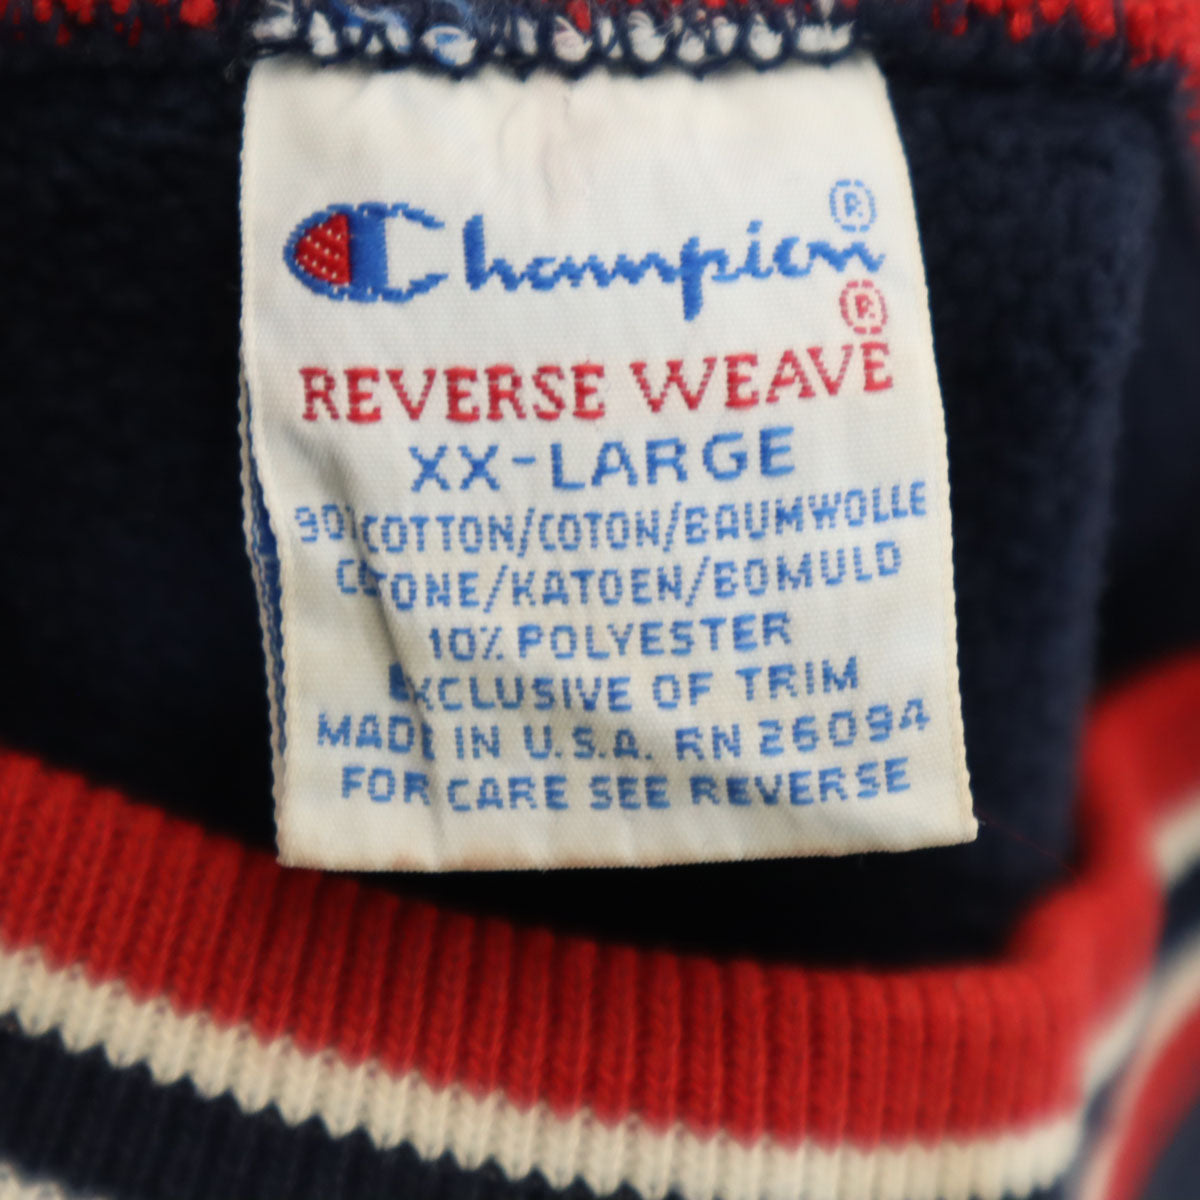 Champion®
®
REVERSE WEAVE
XX-LARGE
90% COTTON/COTON/BAUMWOLLE
COTONE/KATOEN/BOMULD
10% POLYESTER
EXCLUSIVE OF TRIM
MADE IN U.S.A. RN 26094
FOR CARE SEE REVERSE